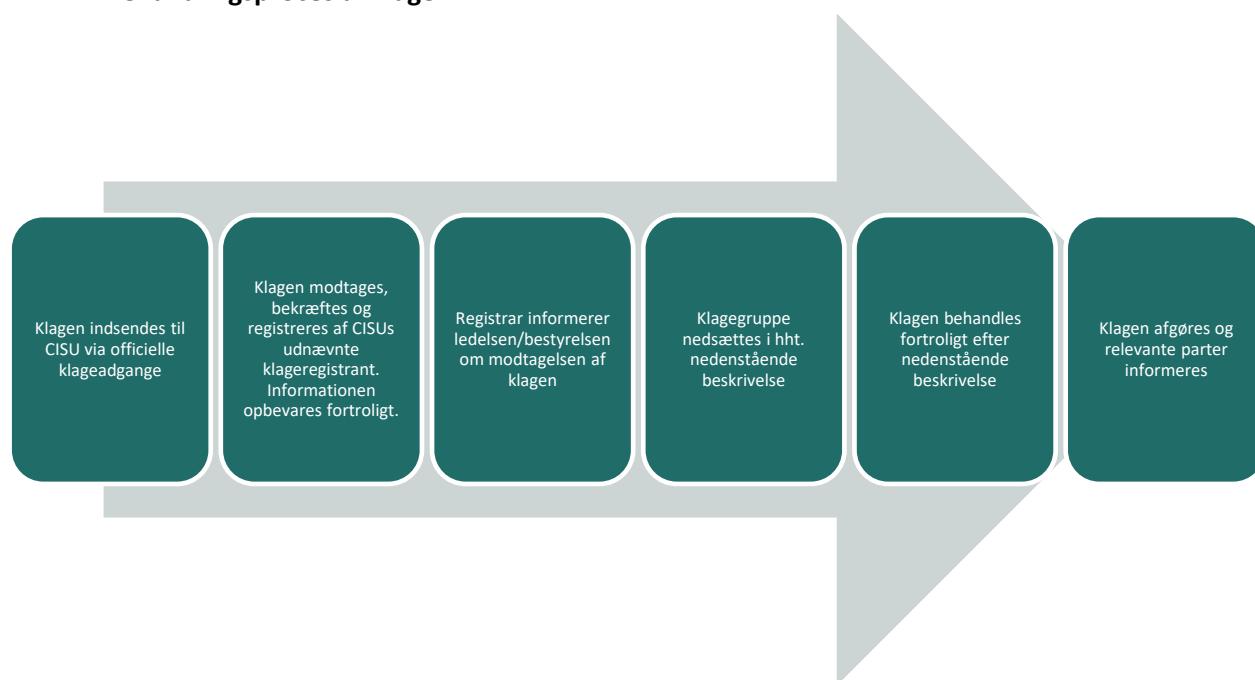 Klagen indsendes til
CISU via officielle
klageadgange
Klagen modtages,
bekræftes og
registreres af CISUs
udnævnte
klageregistrant.
Informationen
opbevares fortroligt.
Registrar informerer
ledelsen/bestyrelsen
om modtagelsen af
klagen
Klagegruppe
nedsættes i hht.
nedenstående
beskrivelse
Klagen behandles
fortroligt efter
nedenstående
beskrivelse
Klagen afgøres og
relevante parter
informeres